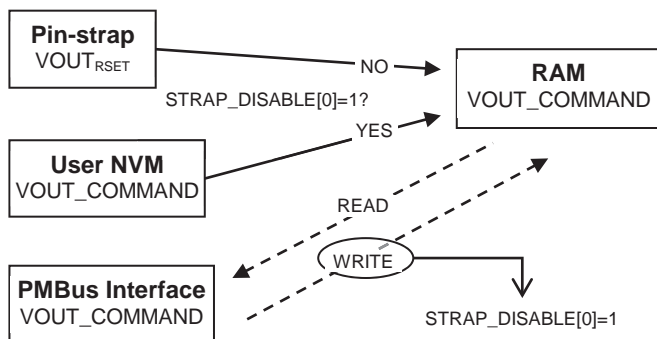 Pin-strap
VOUTRSET
NO
RAM
VOUT_COMMAND
STRAP_DISABLE[0]=1?
YES
User NVM
VOUT_COMMAND
READ
WRITE
PMBus Interface
VOUT_COMMAND
STRAP_DISABLE[0]=1